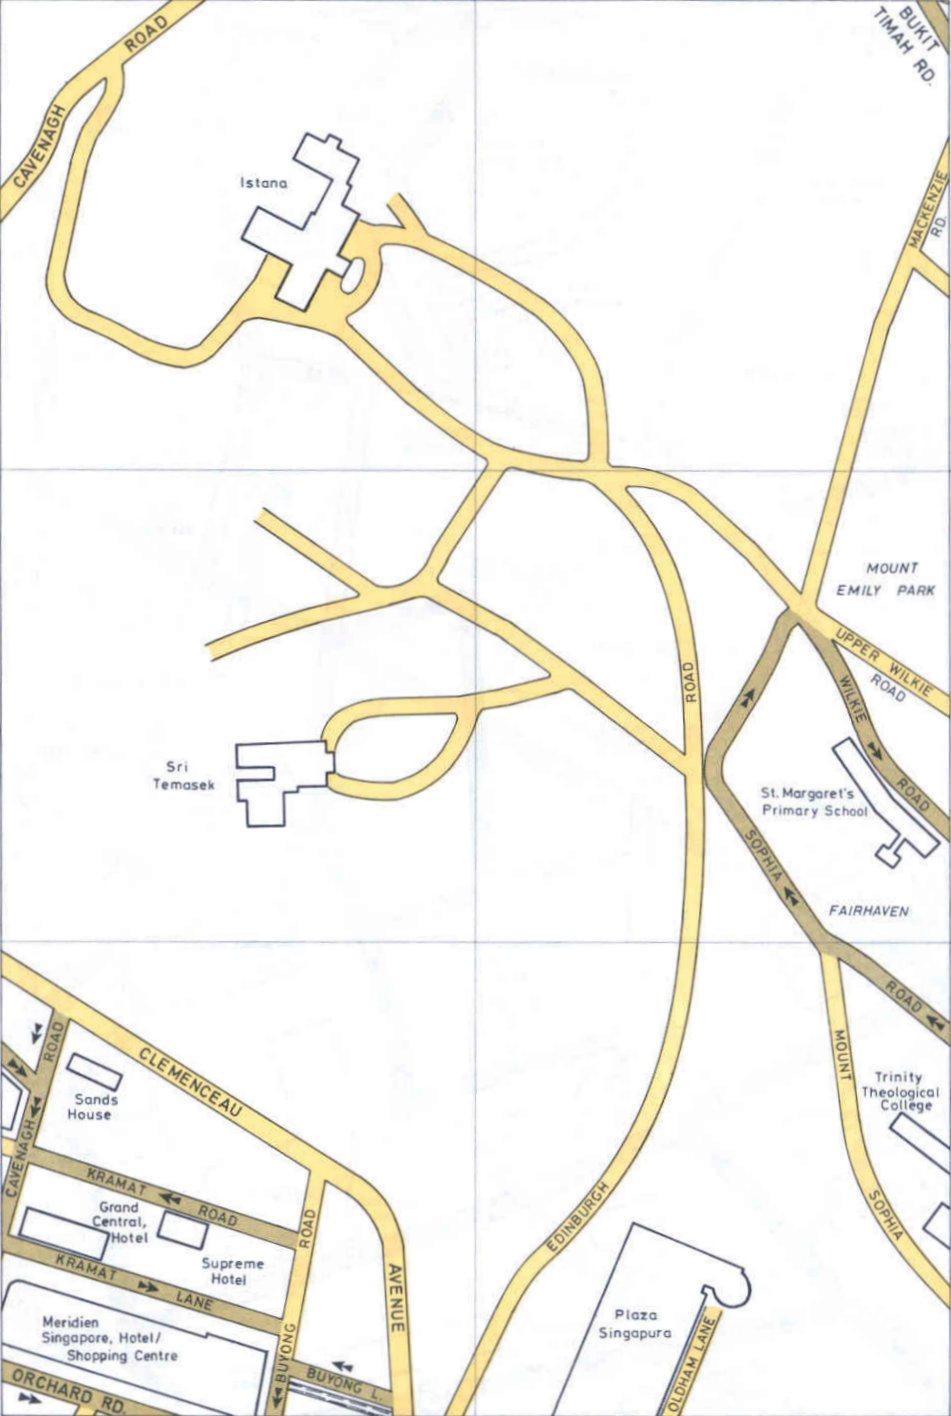 ROAD
BUKIT
TIMAH RD.
CAVENAGH
Istana
MACKENZIE
RD.
MOUNT
EMILY PARK
UPPER WILKIE
ROAD
ROAD
WILKIE
ROAD
Sri
Temasek
St. Margaret's
Primary School
SOPHIA
FAIRHAVEN
ROAD
ROAD
CLEMENCEAU
MOUNT
Sands
House
Trinity
Theological
College
CAVENAGH
KRAMAT
ROAD
SOPHIA
EDINBURGH
Grand
Central,
Hotel
ROAD
Supreme
Hotel
KRAMAT
LANE
AVENUE
Plaza
Singapura
Meridien
Singapore, Hotel/
Shopping Centre
BUYONG
BUYONG L.
OLDHAM LANE
ORCHARD RD.